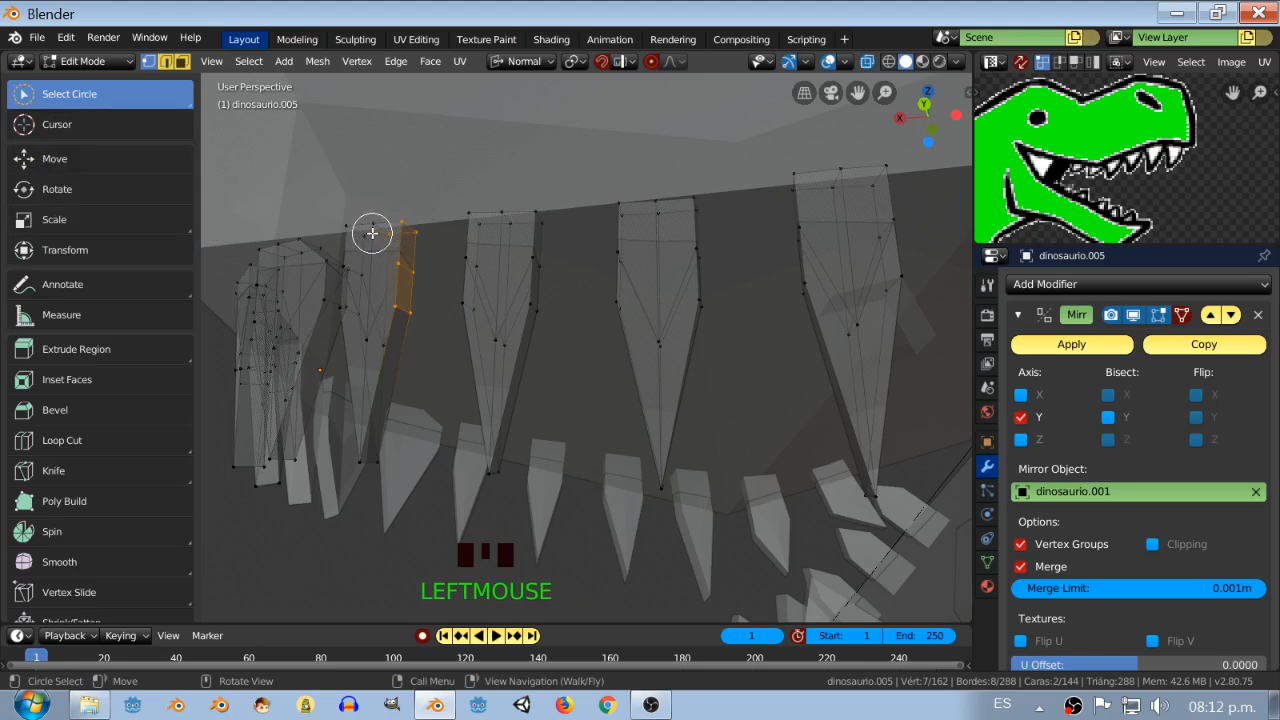 Blender
File Edit Render Window Help
Layout Modeling Sculpting UV Editing Texture Paint Shading Animation Rendering Compositing Scripting
Scene
View Layer
Edit Mode
View Select Add Mesh Vertex Edge Face UV
Normal
View Select Image UV
User Perspective
(1) dinosaurio.005
Select Circle
Cursor
Move
Rotate
Scale
Transform
Annotate
Measure
Extrude Region
Inset Faces
Bevel
Loop Cut
Knife
Poly Build
Spin
Smooth
Vertex Slide
Shrink/Fatten
Z
Y
X
LEFTMOUSE
dinosaurio.005
Add Modifier
Mirr
Apply
Copy
Axis: Bisect: Flip:
X X X
Y Y Y
Z Z Z
Mirror Object:
dinosaurio.001
Options:
Vertex Groups
Clipping
Merge
Merge Limit: 0.001m
Textures:
Flip U
Flip V
U Offset: 0.0000
Playback Keying View Marker
1
Start: 1
End: 250
1 20 40 60 80 100 120 140 160 180 200 220 240
Circle Select
Move
Rotate View
Call Menu
View Navigation (Walk/Fly)
dinosaurio.005 | Vért:7/162 | Bordes:8/288 | Caras:2/144 | Triáng:288 | Mem: 42.6 MB | v2.80.75
ES
08:12 p.m.